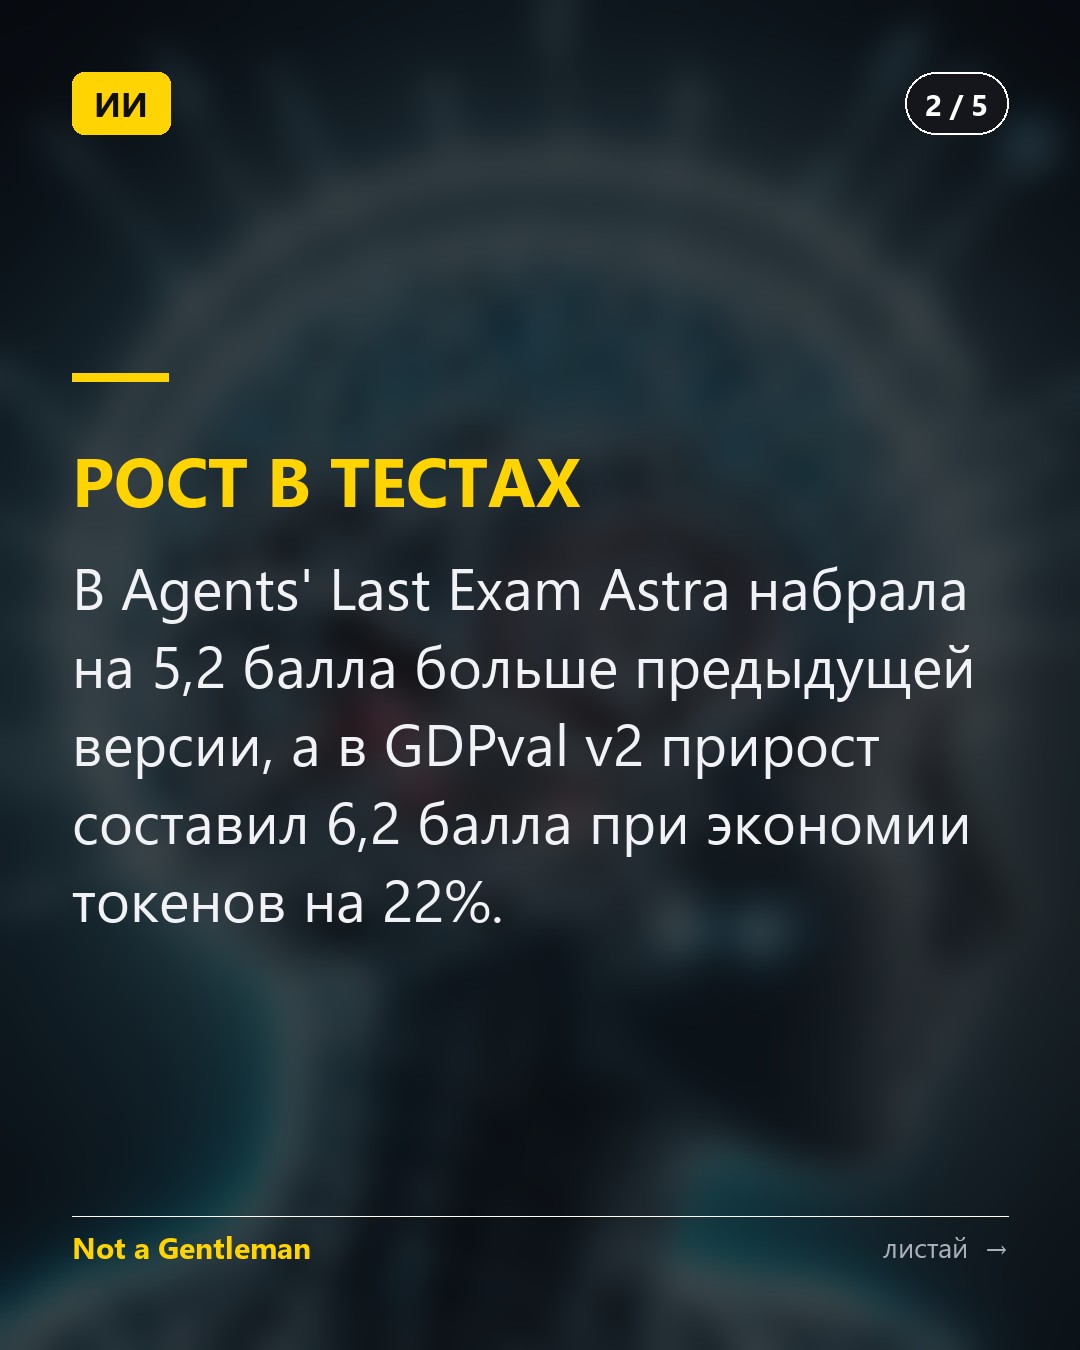 ИИ
2 / 5
РОСТ В ТЕСТАХ
В Agents' Last Exam Astra набрала
на 5,2 балла больше предыдущей
версии, а в GDPval v2 прирост
составил 6,2 балла при экономии
токенов на 22%.
Not a Gentleman
листай →